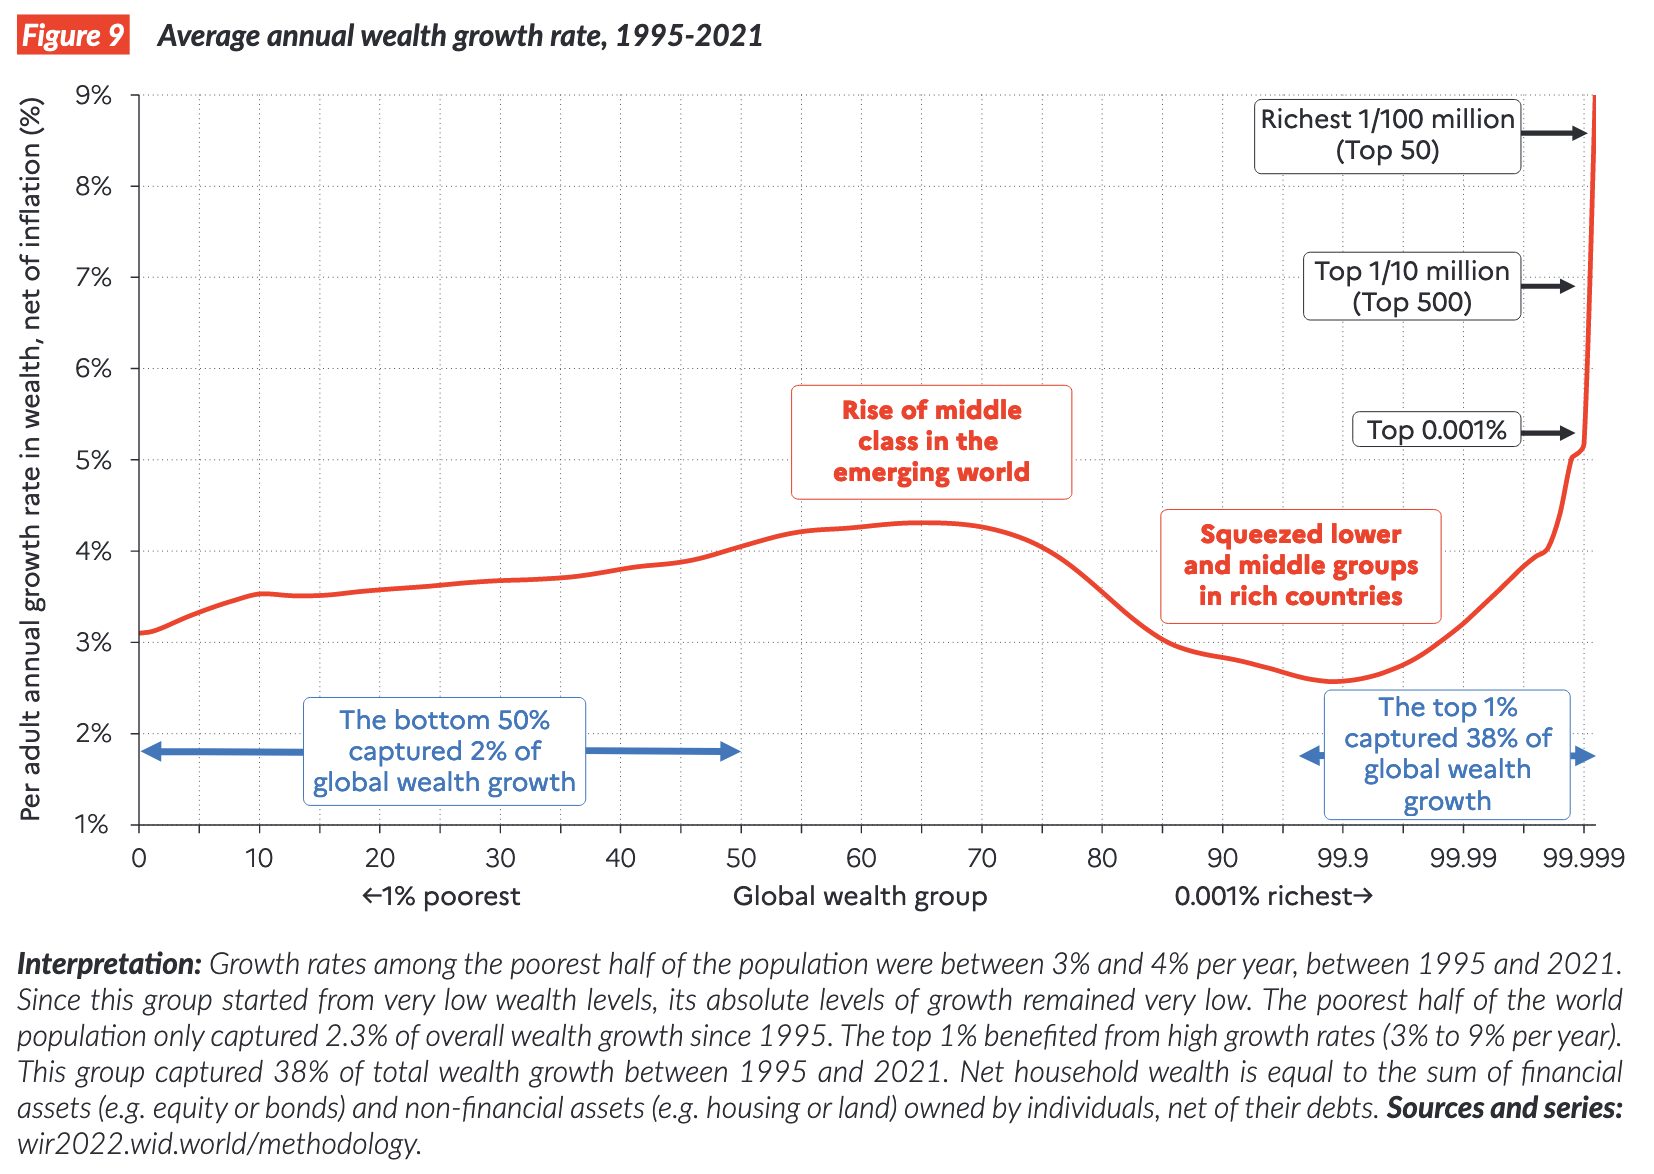 Figure 9 Average annual wealth growth rate, 1995-2021
Per adult annual growth rate in wealth, net of inflation (%)
9%
8%
7%
6%
5%
4%
3%
2%
1%
Richest 1/100 million
(Top 50)
Top 1/10 million
(Top 500)
Top 0.001%
Rise of middle
class in the
emerging world
Squeezed lower
and middle groups
in rich countries
The bottom 50%
captured 2% of
global wealth growth
The top 1%
captured 38% of
global wealth
growth
0 10 20 30 40 50 60 70 80 90 99.9 99.99 99.999
←1% poorest Global wealth group 0.001% richest→
Interpretation: Growth rates among the poorest half of the population were between 3% and 4% per year, between 1995 and 2021.
Since this group started from very low wealth levels, its absolute levels of growth remained very low. The poorest half of the world
population only captured 2.3% of overall wealth growth since 1995. The top 1% benefited from high growth rates (3% to 9% per year).
This group captured 38% of total wealth growth between 1995 and 2021. Net household wealth is equal to the sum of financial
assets (e.g. equity or bonds) and non-financial assets (e.g. housing or land) owned by individuals, net of their debts. Sources and series:
wir2022.wid.world/methodology.